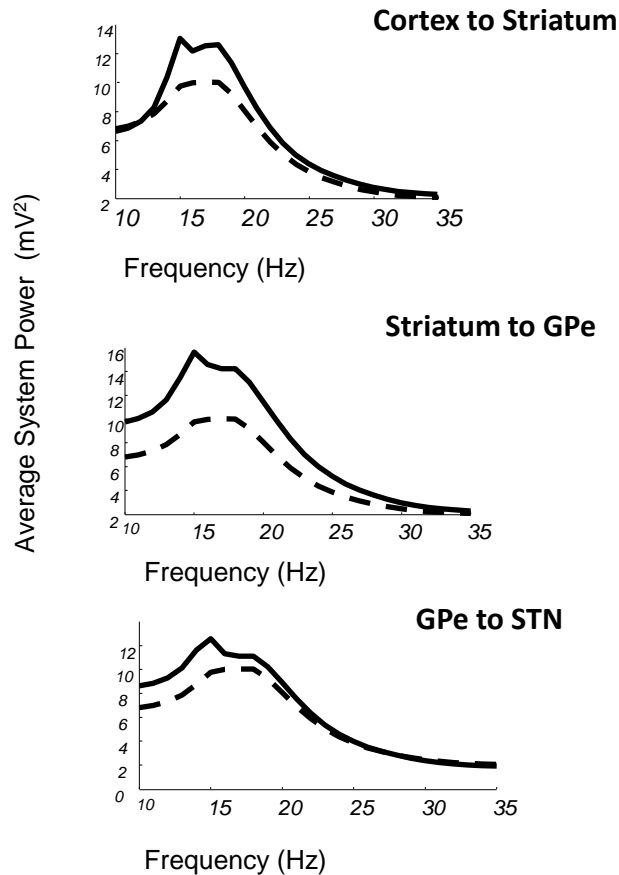 Cortex to Striatum
14
12
10
8
6
4
2
10 15 20 25 30 35
Frequency (Hz)
Average System Power (mV²)
Striatum to GPe
16
14
12
10
8
6
4
2
10 15 20 25 30 35
Frequency (Hz)
GPe to STN
12
10
8
6
4
2
0
10 15 20 25 30 35
Frequency (Hz)